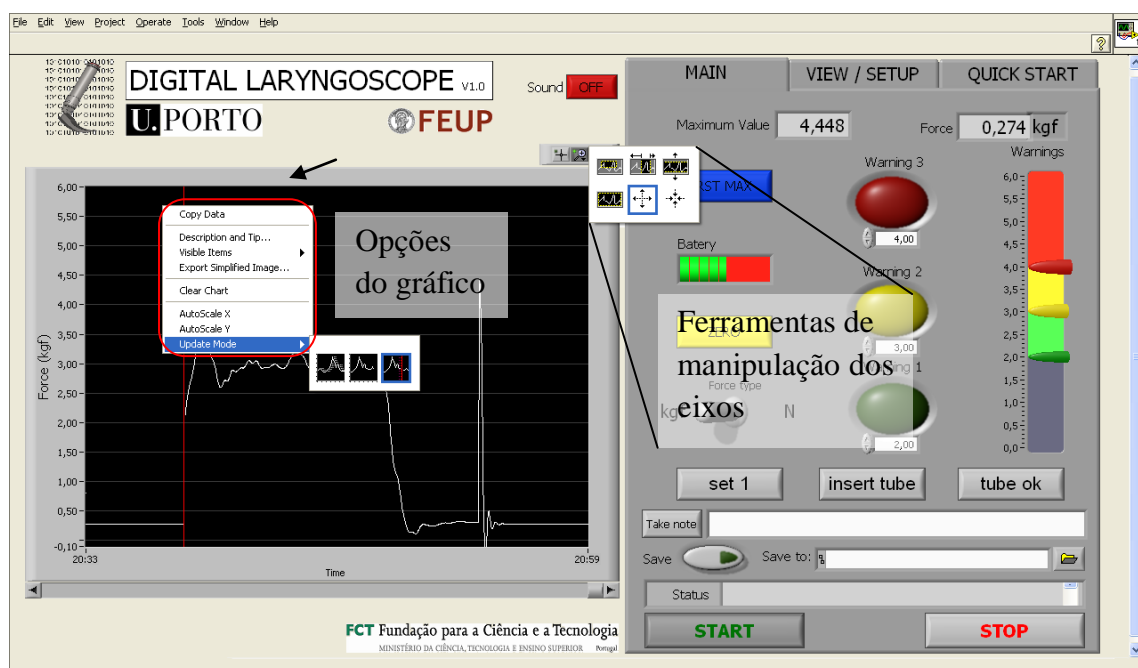 File Edit View Project Operate Tools Window Help
DIGITAL LARYNGOSCOPE V1.0
Sound OFF
U. PORTO
FEUP
MAIN VIEW / SETUP QUICK START
Maximum Value 4,448
Force 0,274 kgf
Warnings
Warning 3
4,00
Warning 2
3,00
2,00
RST MAX
Batery
ZERO
Force type
N
6,0
5,5
5,0
4,5
4,0
3,5
3,0
2,5
2,0
1,5
1,0
0,5
0,0
Opções
do gráfico
Ferramentas de
manipulação dos
eixos
Copy Data
Description and Tip...
Visible Items
Export Simplified Image...
Clear Chart
AutoScale X
AutoScale Y
Update Mode
Force (kgf)
6,00
5,50
5,00
4,50
4,00
3,50
3,00
2,50
2,00
1,50
1,00
0,50
-0,10
20:33 20:59
Time
set 1 insert tube tube ok
Take note
Save Save to:
Status
START STOP
FCT Fundação para a Ciência e a Tecnologia
MINISTÉRIO DA CIÊNCIA, TECNOLOGIA E ENSINO SUPERIOR Portugal